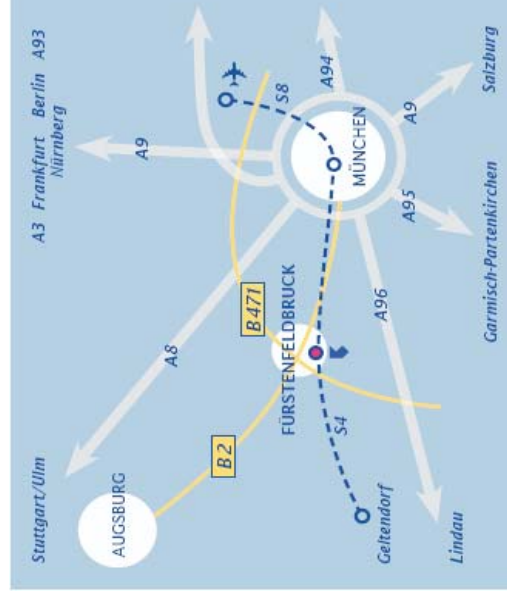 Stuttgart/Ulm
A3 Frankfurt Berlin A93
Nürnberg
AUGSBURG
A8
A9
B2
B471
S8
FÜRSTENFELDBRUCK
A94
MÜNCHEN
S4
Geltendorf
A96
A95
A9
Lindau
Garmisch-Partenkirchen
Salzburg